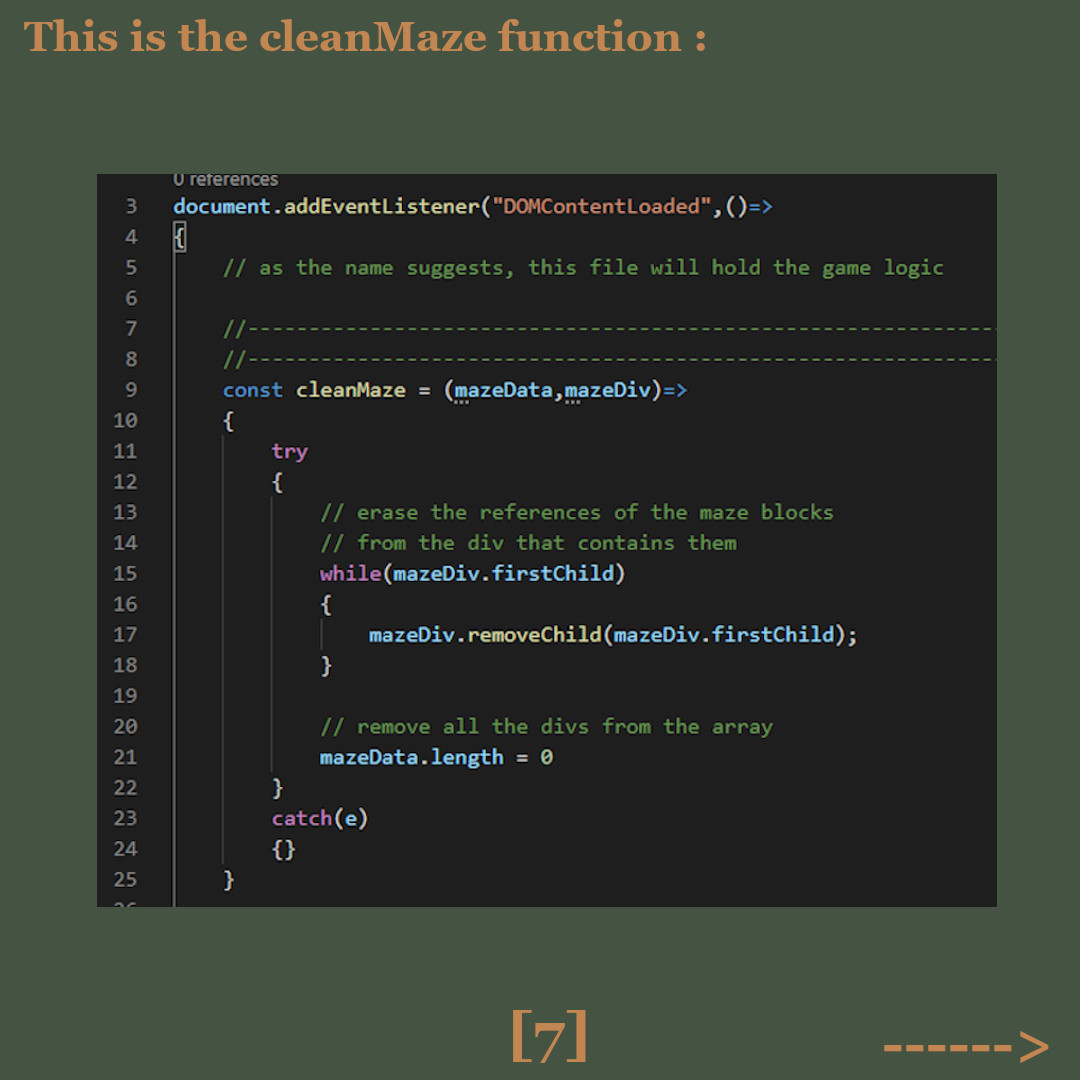 This is the cleanMaze function :
0 references
3 document.addEventListener("DOMContentLoaded",()=>
4 {
5 // as the name suggests, this file will hold the game logic
6
7 //-------------------------------------------------------------
8 //-------------------------------------------------------------
9 const cleanMaze = (mazeData,mazeDiv)=>
10 {
11 try
12 {
13 // erase the references of the maze blocks
14 // from the div that contains them
15 while(mazeDiv.firstChild)
16 {
17 mazeDiv.removeChild(mazeDiv.firstChild);
18 }
19
20 // remove all the divs from the array
21 mazeData.length = 0
22 }
23 catch(e)
24 {}
25 }
[7]
------>